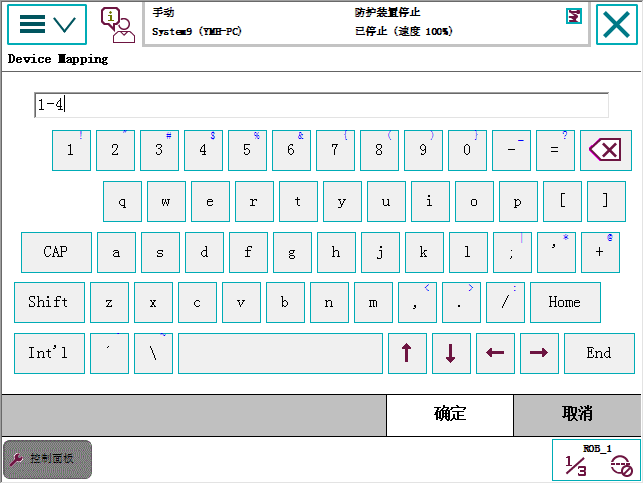 手动
防护装置停止
System9 (YMH-PC)
已停止 (速度 100%)
Device Mapping
1-4
! " # $ % & { ( ) } _ ?
1 2 3 4 5 6 7 8 9 0 - =
q w e r t y u i o p [ ]
| * @
CAP a s d f g h j k l ; ' +
< > :
Shift z x c v b n m , . / Home
~
Int'l ´ \ ↑ ↓ ← → End
确定
取消
控制面板
ROB_1
1/3